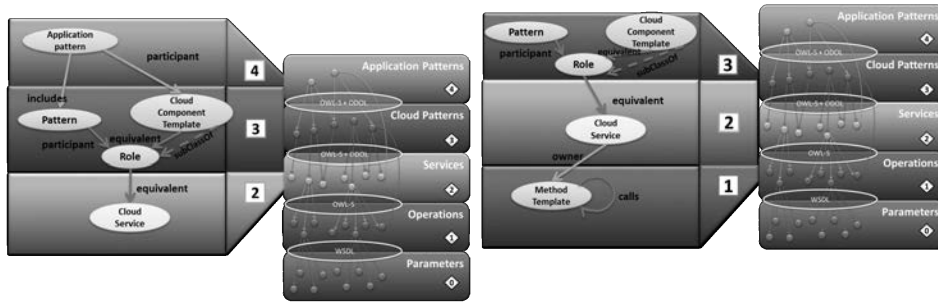 Application
pattern
participant
4
includes
Pattern
Cloud
Component
Template
3
participant
equivalent
subClassOf
Role
equivalent
2
Cloud
Service
Application Patterns
4
OWL-S + ODOL
Cloud Patterns
3
OWL-S + ODOL
Services
2
OWL-S
Operations
1
WSDL
Parameters
0
Pattern
Cloud
Component
Template
participant
equivalent
subClassOf
Role
3
equivalent
Cloud
Service
2
owner
Method
Template
calls
1
Application Patterns
4
OWL-S + ODOL
Cloud Patterns
3
OWL-S + ODOL
Services
2
OWL-S
Operations
1
WSDL
Parameters
0